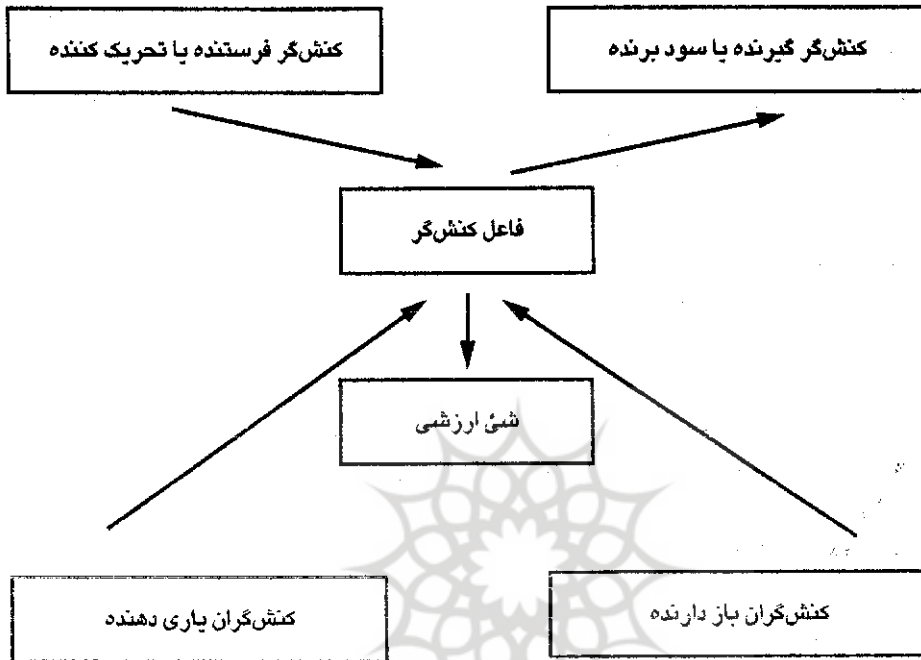 کنش‌گر گیرنده یا سود برنده
کنش‌گر فرستنده یا تحریک کننده
فاعل کنش‌گر
شئ ارزشی
کنش‌گران باز دارنده
کنش‌گران یاری دهنده